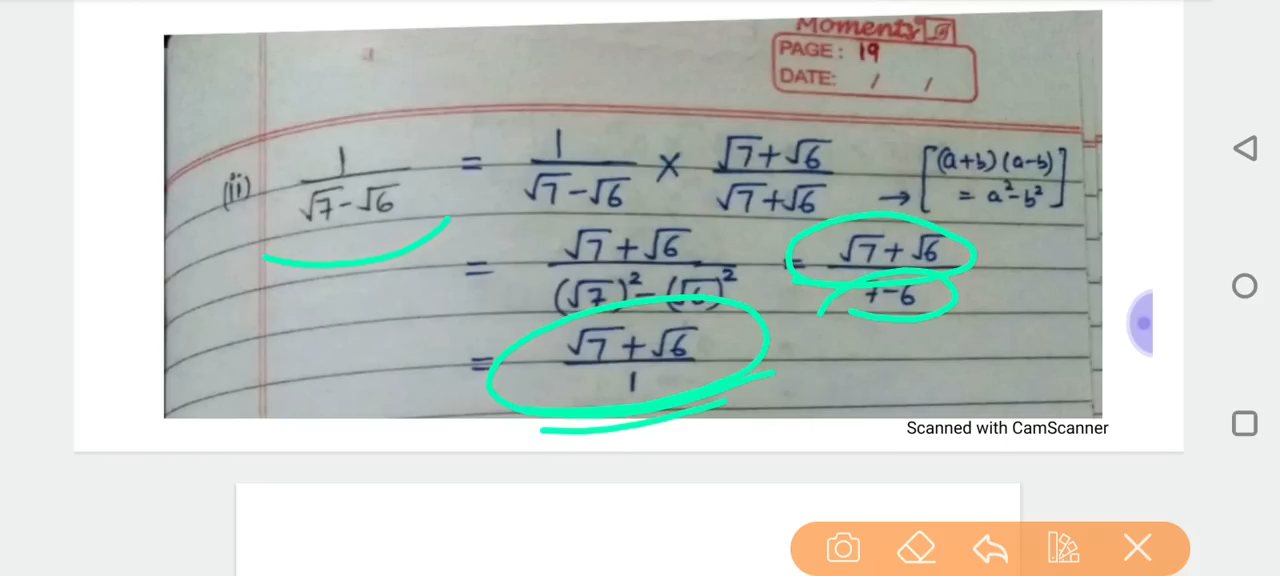 Moments
PAGE: 19
DATE: / /
(ii) 1/(√7-√6) = 1/(√7-√6) × (√7+√6)/(√7+√6) → [(a+b)(a-b) = a²-b²]
= (√7+√6)/((√7)²-(√6)²) = (√7+√6)/(7-6)
= (√7+√6)/1
Scanned with CamScanner